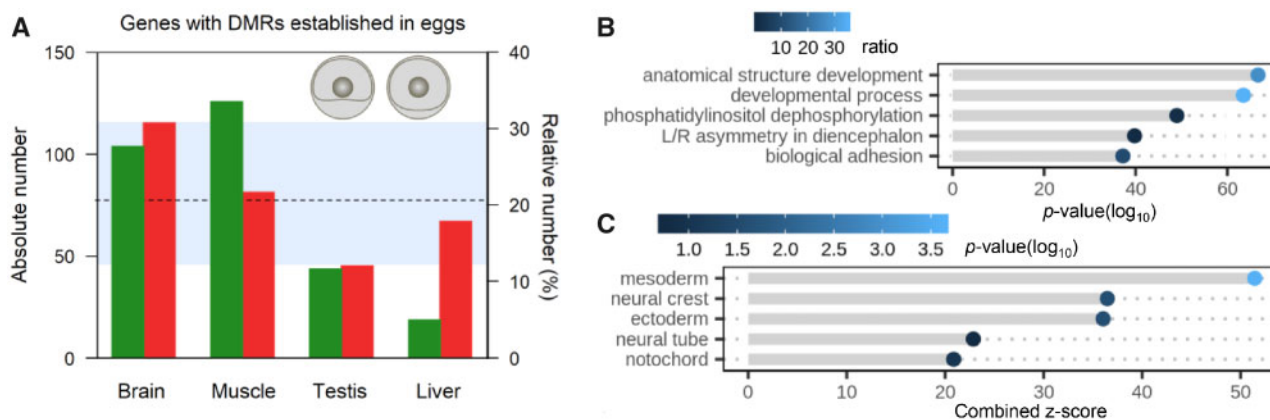 A
Genes with DMRs established in eggs
150
100
50
0
Absolute number
40
30
20
10
0
Relative number (%)
Brain Muscle Testis Liver
B
10 20 30 ratio
anatomical structure development
developmental process
phosphatidylinositol dephosphorylation
L/R asymmetry in diencephalon
biological adhesion
0 20 40 60
p-value(log10)
C
1.0 1.5 2.0 2.5 3.0 3.5 p-value(log10)
mesoderm
neural crest
ectoderm
neural tube
notochord
0 10 20 30 40 50
Combined z-score